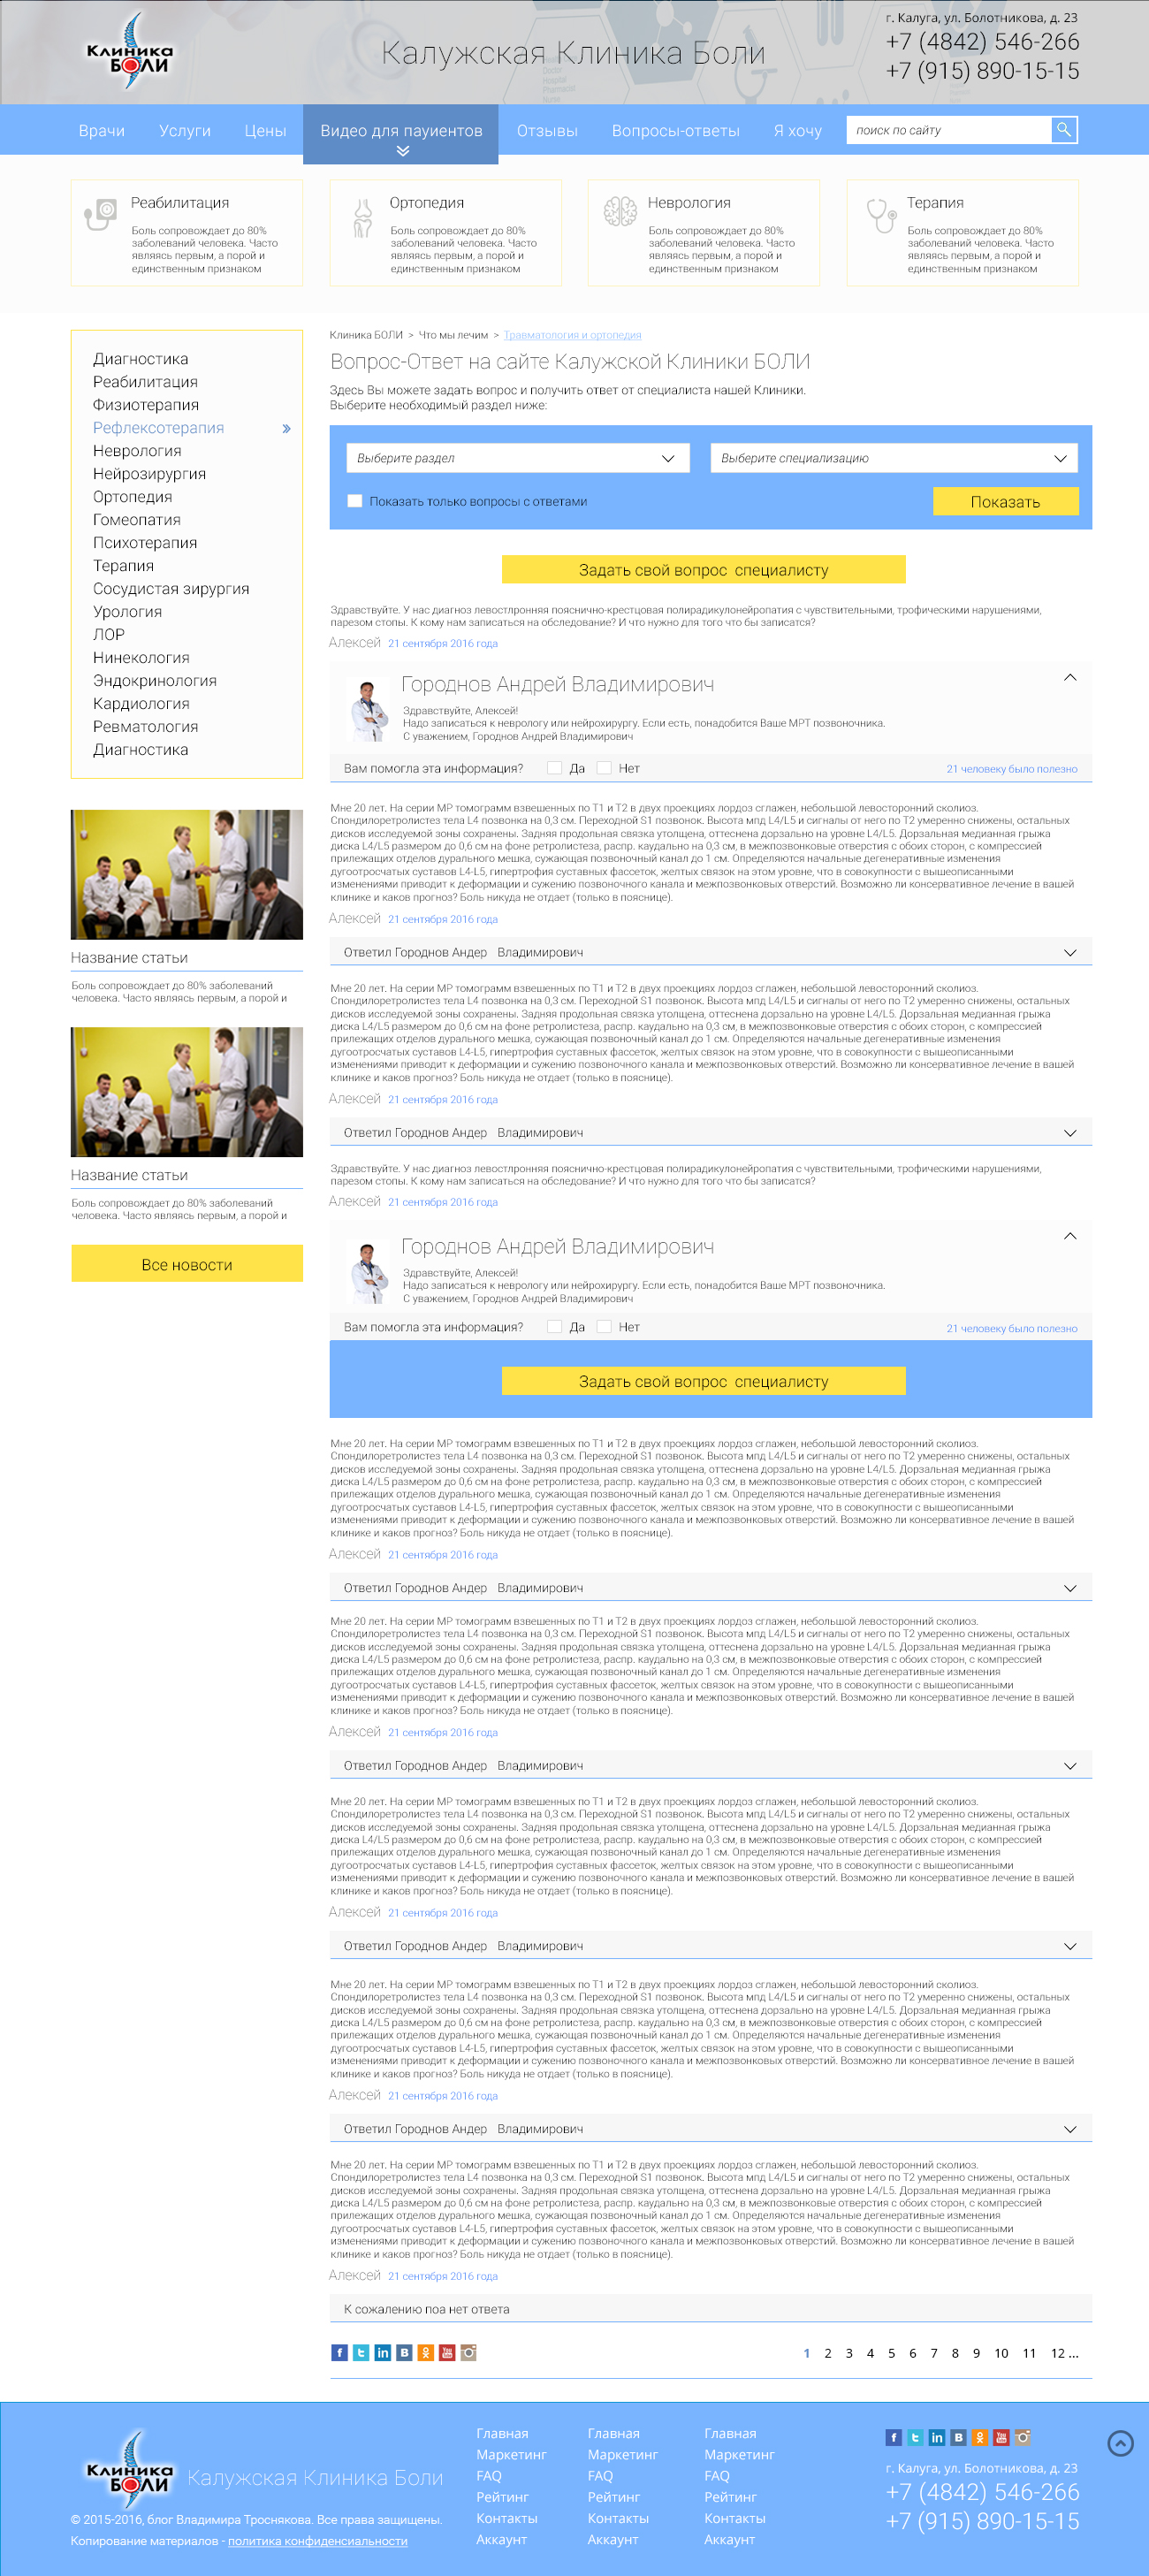 Клиника
БОЛИ
Калужская Клиника Боли
г. Калуга, ул. Болотникова, д. 23
+7 (4842) 546-266
+7 (915) 890-15-15
Врачи Услуги Цены Видео для пауиентов Отзывы Вопросы-ответы Я хочу поиск по сайту
Реабилитация
Боль сопровождает до 80%
заболеваний человека. Часто
являясь первым, а порой и
единственным признаком
Ортопедия
Боль сопровождает до 80%
заболеваний человека. Часто
являясь первым, а порой и
единственным признаком
Неврология
Боль сопровождает до 80%
заболеваний человека. Часто
являясь первым, а порой и
единственным признаком
Терапия
Боль сопровождает до 80%
заболеваний человека. Часто
являясь первым, а порой и
единственным признаком
Диагностика
Реабилитация
Физиотерапия
Рефлексотерапия »
Неврология
Нейрозирургия
Ортопедия
Гомеопатия
Психотерапия
Терапия
Сосудистая зирургия
Урология
ЛОР
Нинекология
Эндокринология
Кардиология
Ревматология
Диагностика
Название статьи
Боль сопровождает до 80% заболеваний
человека. Часто являясь первым, а порой и
Название статьи
Боль сопровождает до 80% заболеваний
человека. Часто являясь первым, а порой и
Все новости
Клиника БОЛИ > Что мы лечим > Травматология и ортопедия
Вопрос-Ответ на сайте Калужской Клиники БОЛИ
Здесь Вы можете задать вопрос и получить ответ от специалиста нашей Клиники.
Выберите необходимый раздел ниже:
Выберите раздел Выберите специализацию
Показать только вопросы с ответами Показать
Задать свой вопрос специалисту
Здравствуйте. У нас диагноз левостлронняя пояснично-крестцовая полирадикулонейропатия с чувствительными, трофическими нарушениями,
парезом стопы. К кому нам записаться на обследование? И что нужно для того что бы записатся?
Алексей 21 сентября 2016 года
Городнов Андрей Владимирович
Здравствуйте, Алексей!
Надо записаться к неврологу или нейрохирургу. Если есть, понадобится Ваше МРТ позвоночника.
С уважением, Городнов Андрей Владимирович
Вам помогла эта информация? Да Нет 21 человеку было полезно
Мне 20 лет. На серии МР томограмм взвешенных по Т1 и Т2 в двух проекциях лордоз сглажен, небольшой левосторонний сколиоз.
Спондилоретролистез тела L4 позвонка на 0,3 см. Переходной S1 позвонок. Высота мпд L4/L5 и сигналы от него по Т2 умеренно снижены, остальных
дисков исследуемой зоны сохранены. Задняя продольная связка утолщена, оттеснена дорзально на уровне L4/L5. Дорзальная медианная грыжа
диска L4/L5 размером до 0,6 см на фоне ретролистеза, распр. каудально на 0,3 см, в межпозвонковые отверстия с обоих сторон, с компрессией
прилежащих отделов дурального мешка, сужающая позвоночный канал до 1 см. Определяются начальные дегенеративные изменения
дугоотросчатых суставов L4-L5, гипертрофия суставных фассеток, желтых связок на этом уровне, что в совокупности с вышеописанными
изменениями приводит к деформации и сужению позвоночного канала и межпозвонковых отверстий. Возможно ли консервативное лечение в вашей
клинике и каков прогноз? Боль никуда не отдает (только в пояснице).
Алексей 21 сентября 2016 года
Ответил Городнов Андер Владимирович
Мне 20 лет. На серии МР томограмм взвешенных по Т1 и Т2 в двух проекциях лордоз сглажен, небольшой левосторонний сколиоз.
Спондилоретролистез тела L4 позвонка на 0,3 см. Переходной S1 позвонок. Высота мпд L4/L5 и сигналы от него по Т2 умеренно снижены, остальных
дисков исследуемой зоны сохранены. Задняя продольная связка утолщена, оттеснена дорзально на уровне L4/L5. Дорзальная медианная грыжа
диска L4/L5 размером до 0,6 см на фоне ретролистеза, распр. каудально на 0,3 см, в межпозвонковые отверстия с обоих сторон, с компрессией
прилежащих отделов дурального мешка, сужающая позвоночный канал до 1 см. Определяются начальные дегенеративные изменения
дугоотросчатых суставов L4-L5, гипертрофия суставных фассеток, желтых связок на этом уровне, что в совокупности с вышеописанными
изменениями приводит к деформации и сужению позвоночного канала и межпозвонковых отверстий. Возможно ли консервативное лечение в вашей
клинике и каков прогноз? Боль никуда не отдает (только в пояснице).
Алексей 21 сентября 2016 года
Ответил Городнов Андер Владимирович
Здравствуйте. У нас диагноз левостлронняя пояснично-крестцовая полирадикулонейропатия с чувствительными, трофическими нарушениями,
парезом стопы. К кому нам записаться на обследование? И что нужно для того что бы записатся?
Алексей 21 сентября 2016 года
Городнов Андрей Владимирович
Здравствуйте, Алексей!
Надо записаться к неврологу или нейрохирургу. Если есть, понадобится Ваше МРТ позвоночника.
С уважением, Городнов Андрей Владимирович
Вам помогла эта информация? Да Нет 21 человеку было полезно
Задать свой вопрос специалисту
Мне 20 лет. На серии МР томограмм взвешенных по Т1 и Т2 в двух проекциях лордоз сглажен, небольшой левосторонний сколиоз.
Спондилоретролистез тела L4 позвонка на 0,3 см. Переходной S1 позвонок. Высота мпд L4/L5 и сигналы от него по Т2 умеренно снижены, остальных
дисков исследуемой зоны сохранены. Задняя продольная связка утолщена, оттеснена дорзально на уровне L4/L5. Дорзальная медианная грыжа
диска L4/L5 размером до 0,6 см на фоне ретролистеза, распр. каудально на 0,3 см, в межпозвонковые отверстия с обоих сторон, с компрессией
прилежащих отделов дурального мешка, сужающая позвоночный канал до 1 см. Определяются начальные дегенеративные изменения
дугоотросчатых суставов L4-L5, гипертрофия суставных фассеток, желтых связок на этом уровне, что в совокупности с вышеописанными
изменениями приводит к деформации и сужению позвоночного канала и межпозвонковых отверстий. Возможно ли консервативное лечение в вашей
клинике и каков прогноз? Боль никуда не отдает (только в пояснице).
Алексей 21 сентября 2016 года
Ответил Городнов Андер Владимирович
Мне 20 лет. На серии МР томограмм взвешенных по Т1 и Т2 в двух проекциях лордоз сглажен, небольшой левосторонний сколиоз.
Спондилоретролистез тела L4 позвонка на 0,3 см. Переходной S1 позвонок. Высота мпд L4/L5 и сигналы от него по Т2 умеренно снижены, остальных
дисков исследуемой зоны сохранены. Задняя продольная связка утолщена, оттеснена дорзально на уровне L4/L5. Дорзальная медианная грыжа
диска L4/L5 размером до 0,6 см на фоне ретролистеза, распр. каудально на 0,3 см, в межпозвонковые отверстия с обоих сторон, с компрессией
прилежащих отделов дурального мешка, сужающая позвоночный канал до 1 см. Определяются начальные дегенеративные изменения
дугоотросчатых суставов L4-L5, гипертрофия суставных фассеток, желтых связок на этом уровне, что в совокупности с вышеописанными
изменениями приводит к деформации и сужению позвоночного канала и межпозвонковых отверстий. Возможно ли консервативное лечение в вашей
клинике и каков прогноз? Боль никуда не отдает (только в пояснице).
Алексей 21 сентября 2016 года
Ответил Городнов Андер Владимирович
Мне 20 лет. На серии МР томограмм взвешенных по Т1 и Т2 в двух проекциях лордоз сглажен, небольшой левосторонний сколиоз.
Спондилоретролистез тела L4 позвонка на 0,3 см. Переходной S1 позвонок. Высота мпд L4/L5 и сигналы от него по Т2 умеренно снижены, остальных
дисков исследуемой зоны сохранены. Задняя продольная связка утолщена, оттеснена дорзально на уровне L4/L5. Дорзальная медианная грыжа
диска L4/L5 размером до 0,6 см на фоне ретролистеза, распр. каудально на 0,3 см, в межпозвонковые отверстия с обоих сторон, с компрессией
прилежащих отделов дурального мешка, сужающая позвоночный канал до 1 см. Определяются начальные дегенеративные изменения
дугоотросчатых суставов L4-L5, гипертрофия суставных фассеток, желтых связок на этом уровне, что в совокупности с вышеописанными
изменениями приводит к деформации и сужению позвоночного канала и межпозвонковых отверстий. Возможно ли консервативное лечение в вашей
клинике и каков прогноз? Боль никуда не отдает (только в пояснице).
Алексей 21 сентября 2016 года
Ответил Городнов Андер Владимирович
Мне 20 лет. На серии МР томограмм взвешенных по Т1 и Т2 в двух проекциях лордоз сглажен, небольшой левосторонний сколиоз.
Спондилоретролистез тела L4 позвонка на 0,3 см. Переходной S1 позвонок. Высота мпд L4/L5 и сигналы от него по Т2 умеренно снижены, остальных
дисков исследуемой зоны сохранены. Задняя продольная связка утолщена, оттеснена дорзально на уровне L4/L5. Дорзальная медианная грыжа
диска L4/L5 размером до 0,6 см на фоне ретролистеза, распр. каудально на 0,3 см, в межпозвонковые отверстия с обоих сторон, с компрессией
прилежащих отделов дурального мешка, сужающая позвоночный канал до 1 см. Определяются начальные дегенеративные изменения
дугоотросчатых суставов L4-L5, гипертрофия суставных фассеток, желтых связок на этом уровне, что в совокупности с вышеописанными
изменениями приводит к деформации и сужению позвоночного канала и межпозвонковых отверстий. Возможно ли консервативное лечение в вашей
клинике и каков прогноз? Боль никуда не отдает (только в пояснице).
Алексей 21 сентября 2016 года
Ответил Городнов Андер Владимирович
Мне 20 лет. На серии МР томограмм взвешенных по Т1 и Т2 в двух проекциях лордоз сглажен, небольшой левосторонний сколиоз.
Спондилоретролистез тела L4 позвонка на 0,3 см. Переходной S1 позвонок. Высота мпд L4/L5 и сигналы от него по Т2 умеренно снижены, остальных
дисков исследуемой зоны сохранены. Задняя продольная связка утолщена, оттеснена дорзально на уровне L4/L5. Дорзальная медианная грыжа
диска L4/L5 размером до 0,6 см на фоне ретролистеза, распр. каудально на 0,3 см, в межпозвонковые отверстия с обоих сторон, с компрессией
прилежащих отделов дурального мешка, сужающая позвоночный канал до 1 см. Определяются начальные дегенеративные изменения
дугоотросчатых суставов L4-L5, гипертрофия суставных фассеток, желтых связок на этом уровне, что в совокупности с вышеописанными
изменениями приводит к деформации и сужению позвоночного канала и межпозвонковых отверстий. Возможно ли консервативное лечение в вашей
клинике и каков прогноз? Боль никуда не отдает (только в пояснице).
Алексей 21 сентября 2016 года
К сожалению поа нет ответа
1 2 3 4 5 6 7 8 9 10 11 12 ...
Клиника
БОЛИ
Калужская Клиника Боли
© 2015-2016, блог Владимира Троснякова. Все права защищены.
Копирование материалов - политика конфиденсиальности
Главная Главная Главная
Маркетинг Маркетинг Маркетинг
FAQ FAQ FAQ
Рейтинг Рейтинг Рейтинг
Контакты Контакты Контакты
Аккаунт Аккаунт Аккаунт
г. Калуга, ул. Болотникова, д. 23
+7 (4842) 546-266
+7 (915) 890-15-15